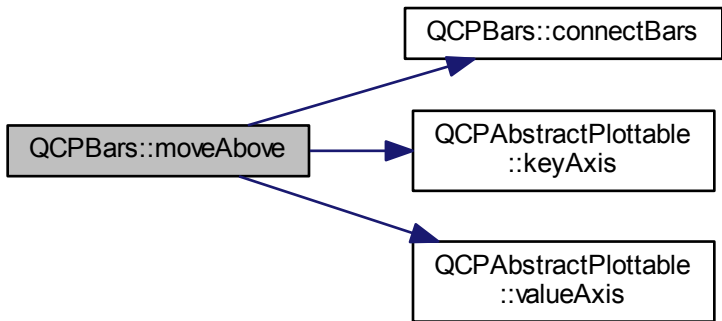 QCPBars::connectBars
QCPBars::moveAbove
QCPAbstractPlottable
::keyAxis
QCPAbstractPlottable
::valueAxis